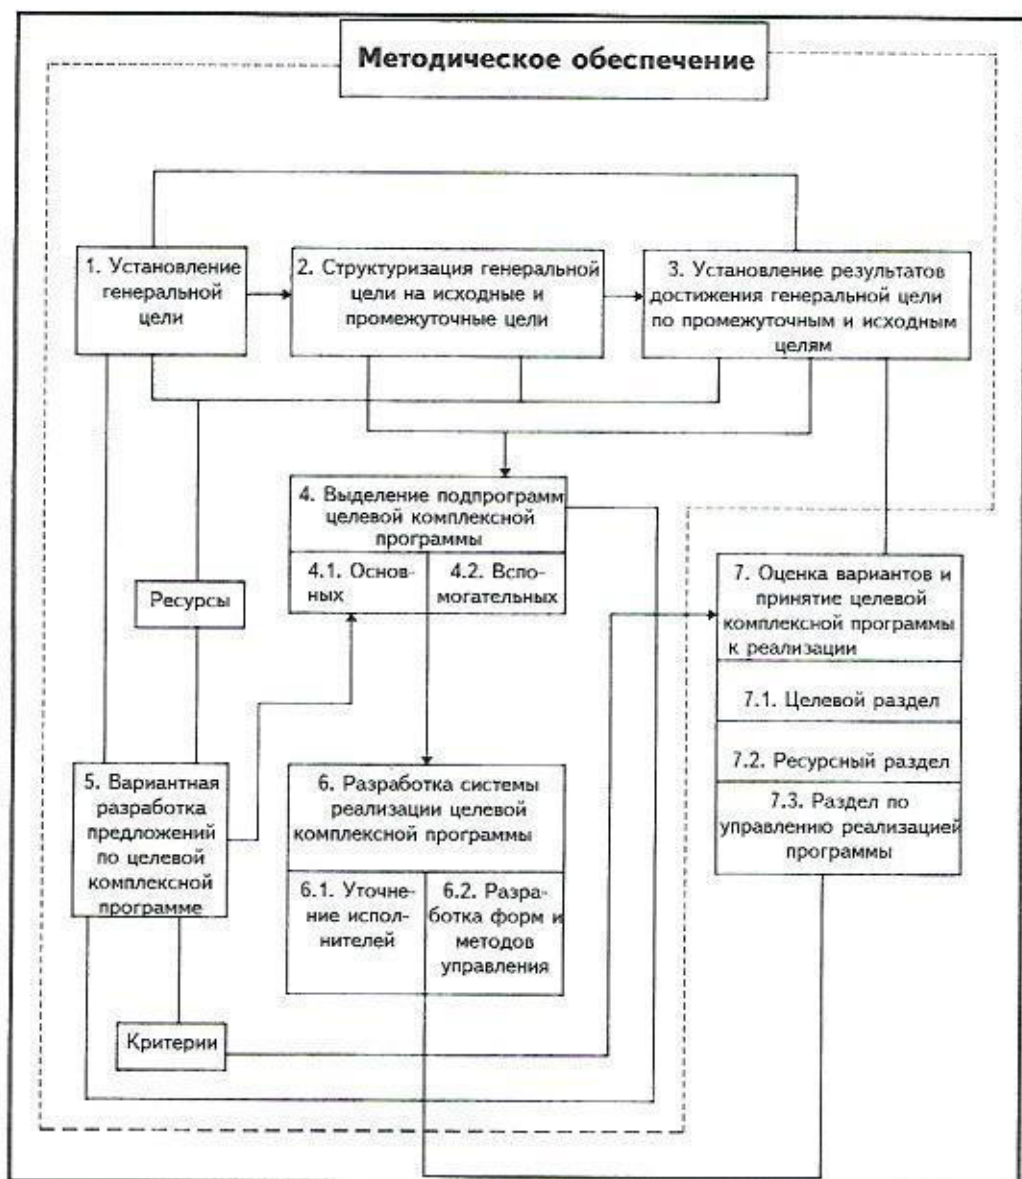 Методическое обеспечение
1. Установление
генеральной
цели
2. Структуризация генеральной
цели на исходные и
промежуточные цели
3. Установление результатов
достижения генеральной цели
по промежуточным и исходным
целям
4. Выделение подпрограмм
целевой комплексной
программы
4.1. Основ-
ных
4.2. Вспо-
могательных
Ресурсы
7. Оценка вариантов и
принятие целевой
комплексной программы
к реализации
7.1. Целевой раздел
7.2. Ресурсный раздел
7.3. Раздел по
управлению реализацией
программы
5. Вариантная
разработка
предложений
по целевой
комплексной
программе
6. Разработка системы
реализации целевой
комплексной программы
6.1. Уточне-
ние испол-
нителей
6.2. Разра-
ботка форм и
методов
управления
Критерии